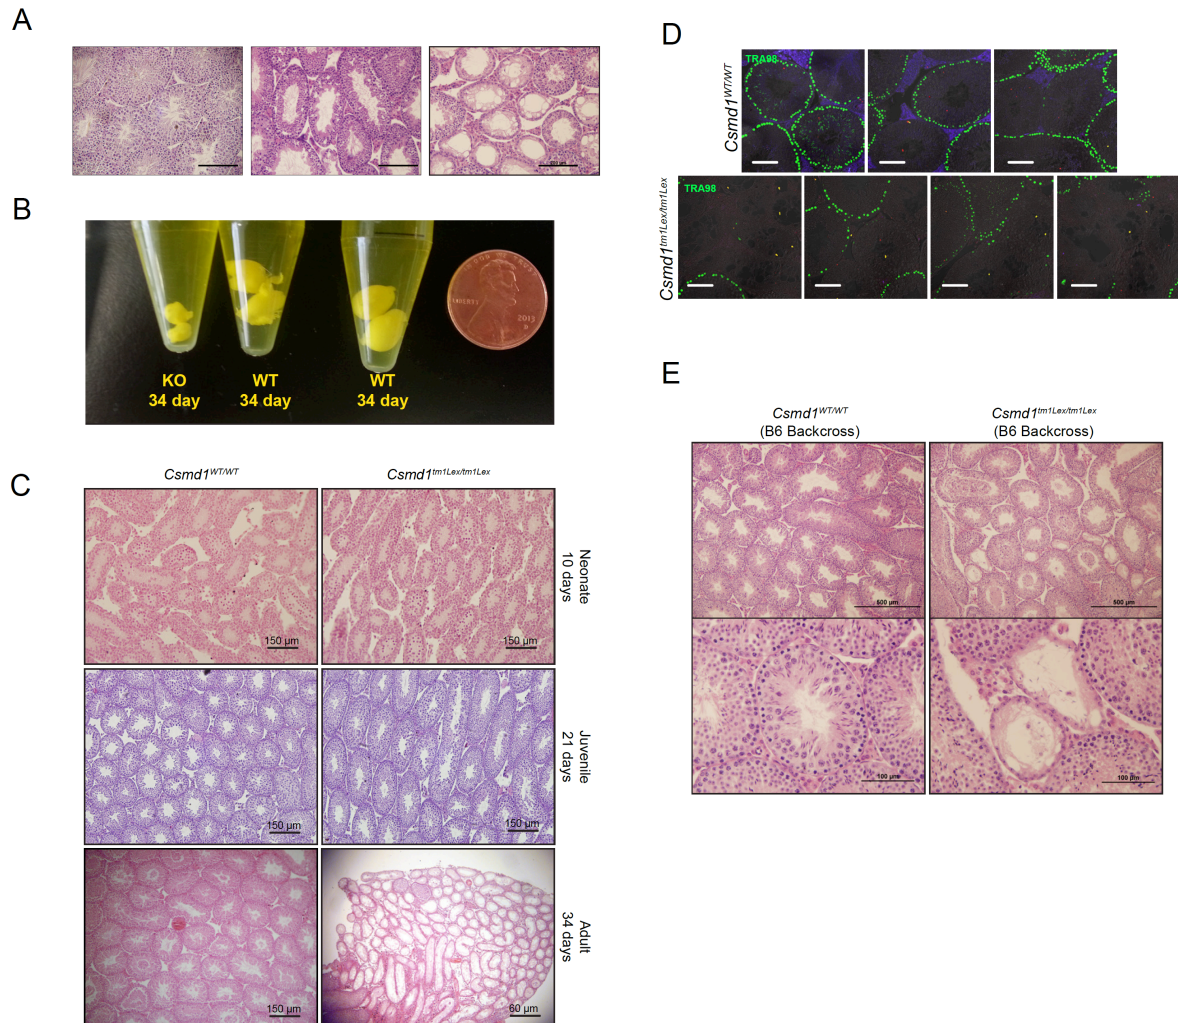 A
B
KO
34 day
WT
34 day
WT
34 day
2013
D
C
Csmd1WT/WT
Csmd1tm1Lex/tm1Lex
Neonate
10 days
150 µm
150 µm
Juvenile
21 days
150 µm
150 µm
Adult
34 days
150 µm
60 µm
D
Csmd1WT/WT
TRA98
Csmd1tm1Lex/tm1Lex
TRA98
E
Csmd1WT/WT
(B6 Backcross)
Csmd1tm1Lex/tm1Lex
(B6 Backcross)
500 µm
500 µm
100 µm
100 µm